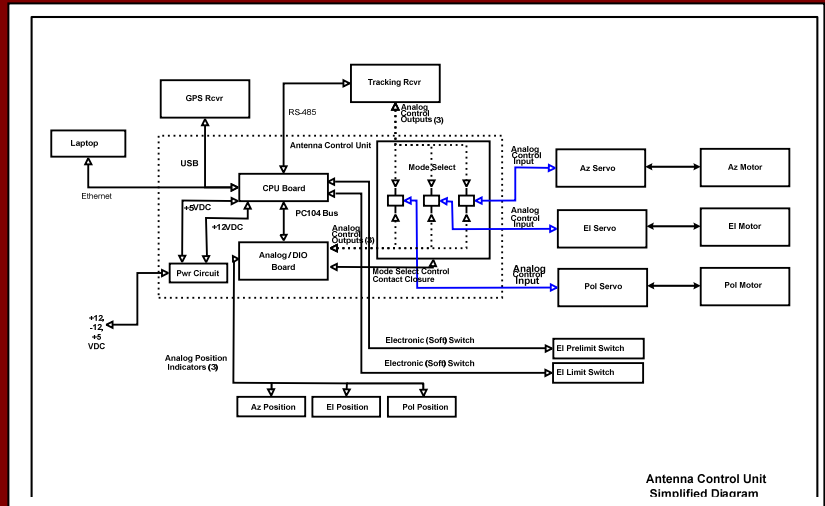 Tracking Rcvr
GPS Rcvr
RS-485
Analog
Control
Outputs (3)
Laptop
Antenna Control Unit
USB
Mode Select
Analog
Control
Input
Az Servo
Az Motor
Ethernet
CPU Board
+5VDC
+12VDC
PC104 Bus
Analog
Control
Outputs (3)
Analog
Control
Input
El Servo
El Motor
Analog/DIO
Board
Pwr Circuit
Mode Select Control
Contact Closure
Analog
Control
Input
Pol Servo
Pol Motor
+12,
-12,
+5
VDC
Electronic (Soft) Switch
El Prelimit Switch
Analog Position
Indicators (3)
Electronic (Soft) Switch
El Limit Switch
Az Position
El Position
Pol Position
Antenna Control Unit
Simplified Diagram